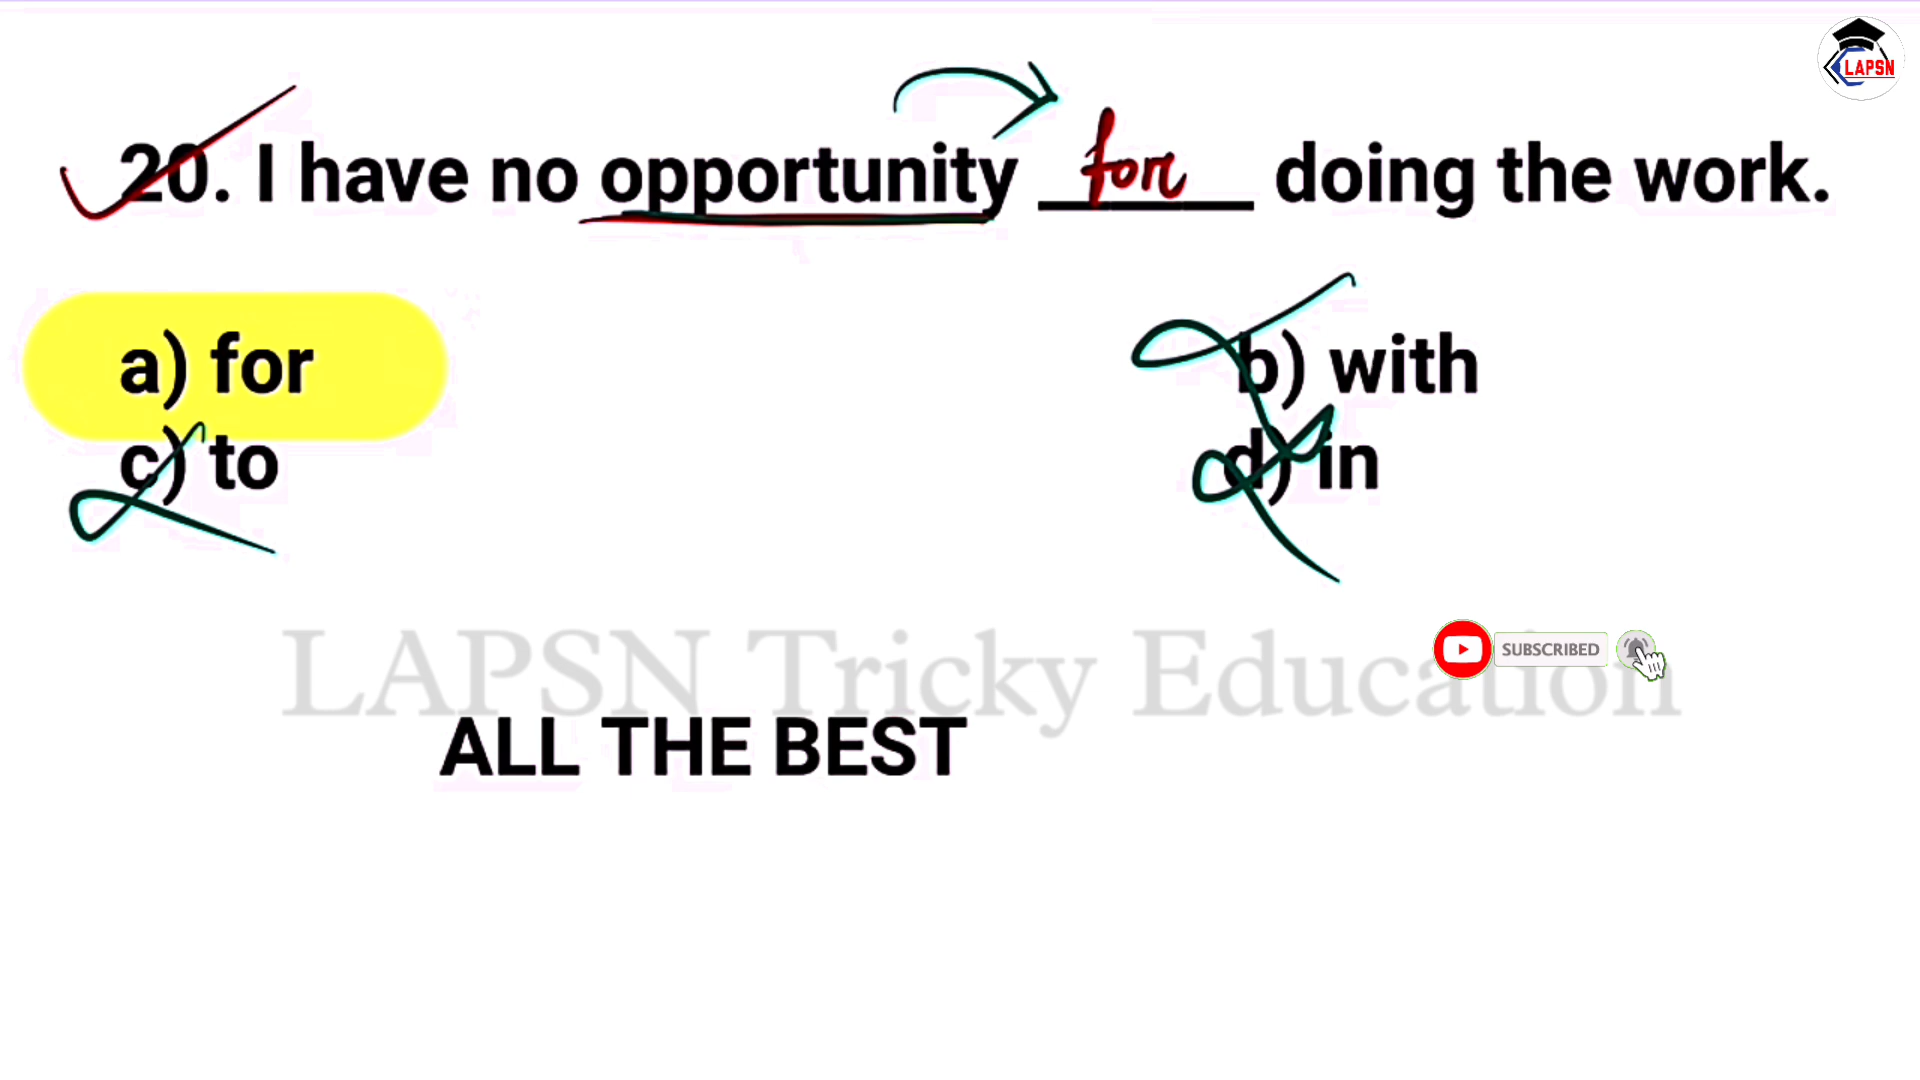 LAPSN
20. I have no opportunity for doing the work.
a) for
b) with
c) to
d) in
LAPSN Tricky Education
SUBSCRIBED
ALL THE BEST